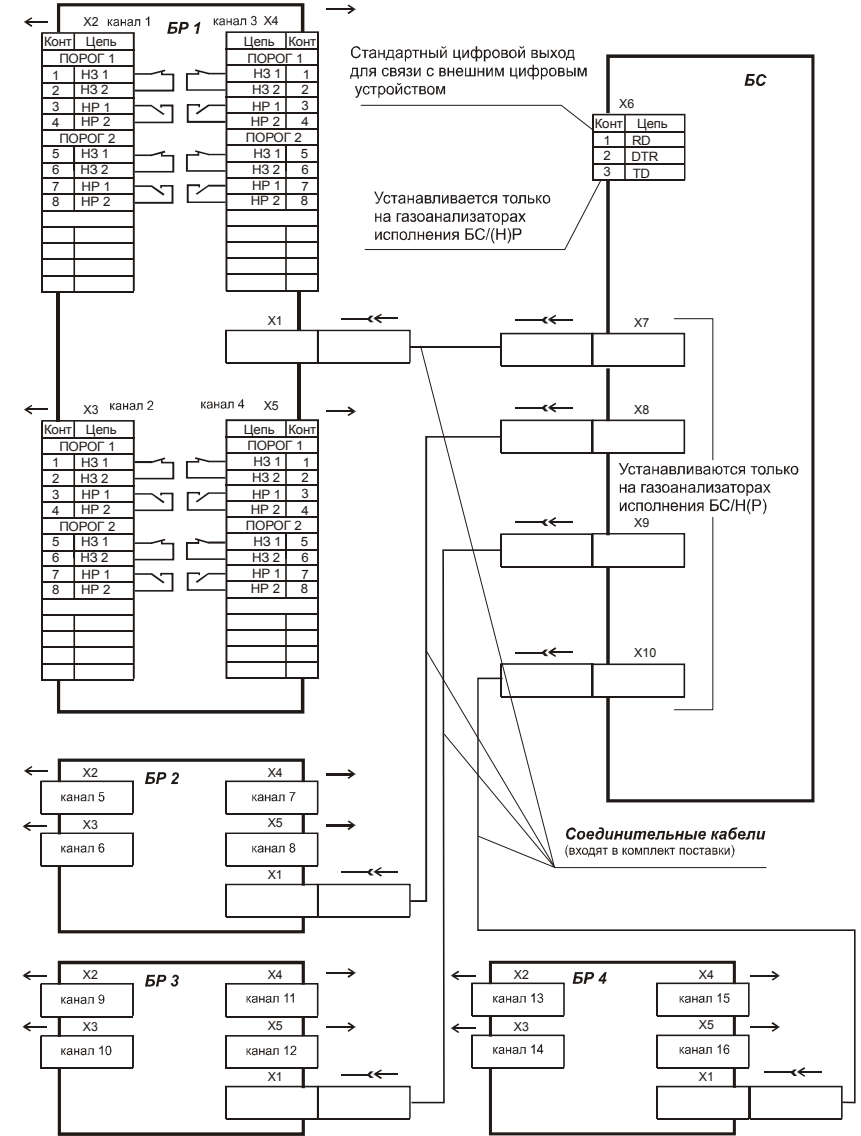 X2 канал 1
БР 1
канал 3 X4
Конт Цепь
ПОРОГ 1
1 НЗ 1
2 НЗ 2
3 НР 1
4 НР 2
ПОРОГ 2
5 НЗ 1
6 НЗ 2
7 НР 1
8 НР 2
Цепь Конт
ПОРОГ 1
НЗ 1 1
НЗ 2 2
НР 1 3
НР 2 4
ПОРОГ 2
НЗ 1 5
НЗ 2 6
НР 1 7
НР 2 8
X1
X3 канал 2
канал 4 X5
Конт Цепь
ПОРОГ 1
1 НЗ 1
2 НЗ 2
3 НР 1
4 НР 2
ПОРОГ 2
5 НЗ 1
6 НЗ 2
7 НР 1
8 НР 2
Цепь Конт
ПОРОГ 1
НЗ 1 1
НЗ 2 2
НР 1 3
НР 2 4
ПОРОГ 2
НЗ 1 5
НЗ 2 6
НР 1 7
НР 2 8
Стандартный цифровой выход
для связи с внешним цифровым
устройством
БС
X6
Конт Цепь
1 RD
2 DTR
3 TD
Устанавливается только
на газоанализаторах
исполнения БС/(Н)Р
X7
X8
Устанавливаются только
на газоанализаторах
исполнения БС/Н(Р)
X9
X10
Соединительные кабели
(входят в комплект поставки)
БР 2
X2
канал 5
X4
канал 7
X3
канал 6
X5
канал 8
X1
БР 3
X2
канал 9
X4
канал 11
X3
канал 10
X5
канал 12
X1
БР 4
X2
канал 13
X4
канал 15
X3
канал 14
X5
канал 16
X1